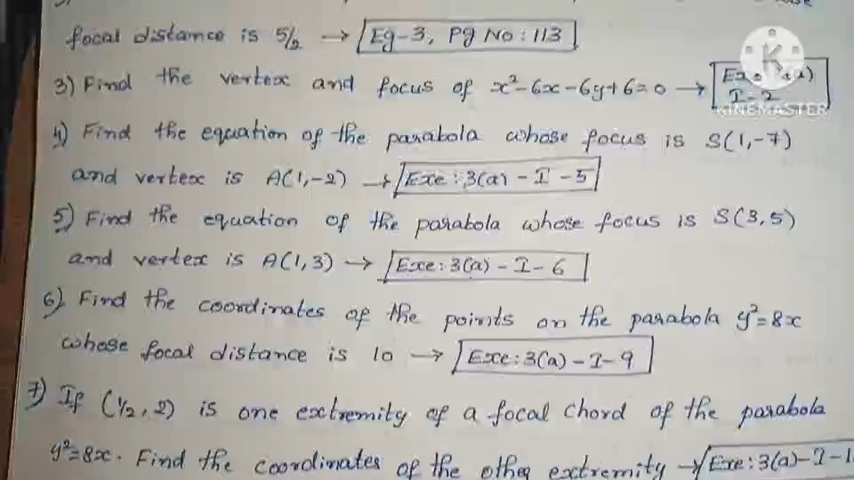 focal distance is 5/2 → Eg-3, Pg No: 113
3) Find the vertex and focus of x²-6x-6y+6=0 →
I-2
KINEMASTER
4) Find the equation of the parabola whose focus is S(1,-7)
and vertex is A(1,-2) → Exe: 3(a) - I - 5
5) Find the equation of the parabola whose focus is S(3,5)
and vertex is A(1,3) → Exe: 3(a) - I - 6
6) Find the coordinates of the points on the parabola y²=8x
whose focal distance is 10 → Exe: 3(a) - I - 9
7) If (1/2, 2) is one extremity of a focal chord of the parabola
y²=8x. Find the coordinates of the other extremity → Exe: 3(a) - I -